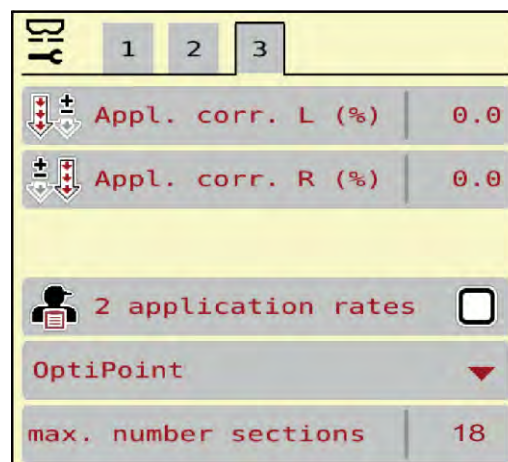 1 2 3
Appl. corr. L (%) 0.0
Appl. corr. R (%) 0.0
2 application rates
OptiPoint
max. number sections 18